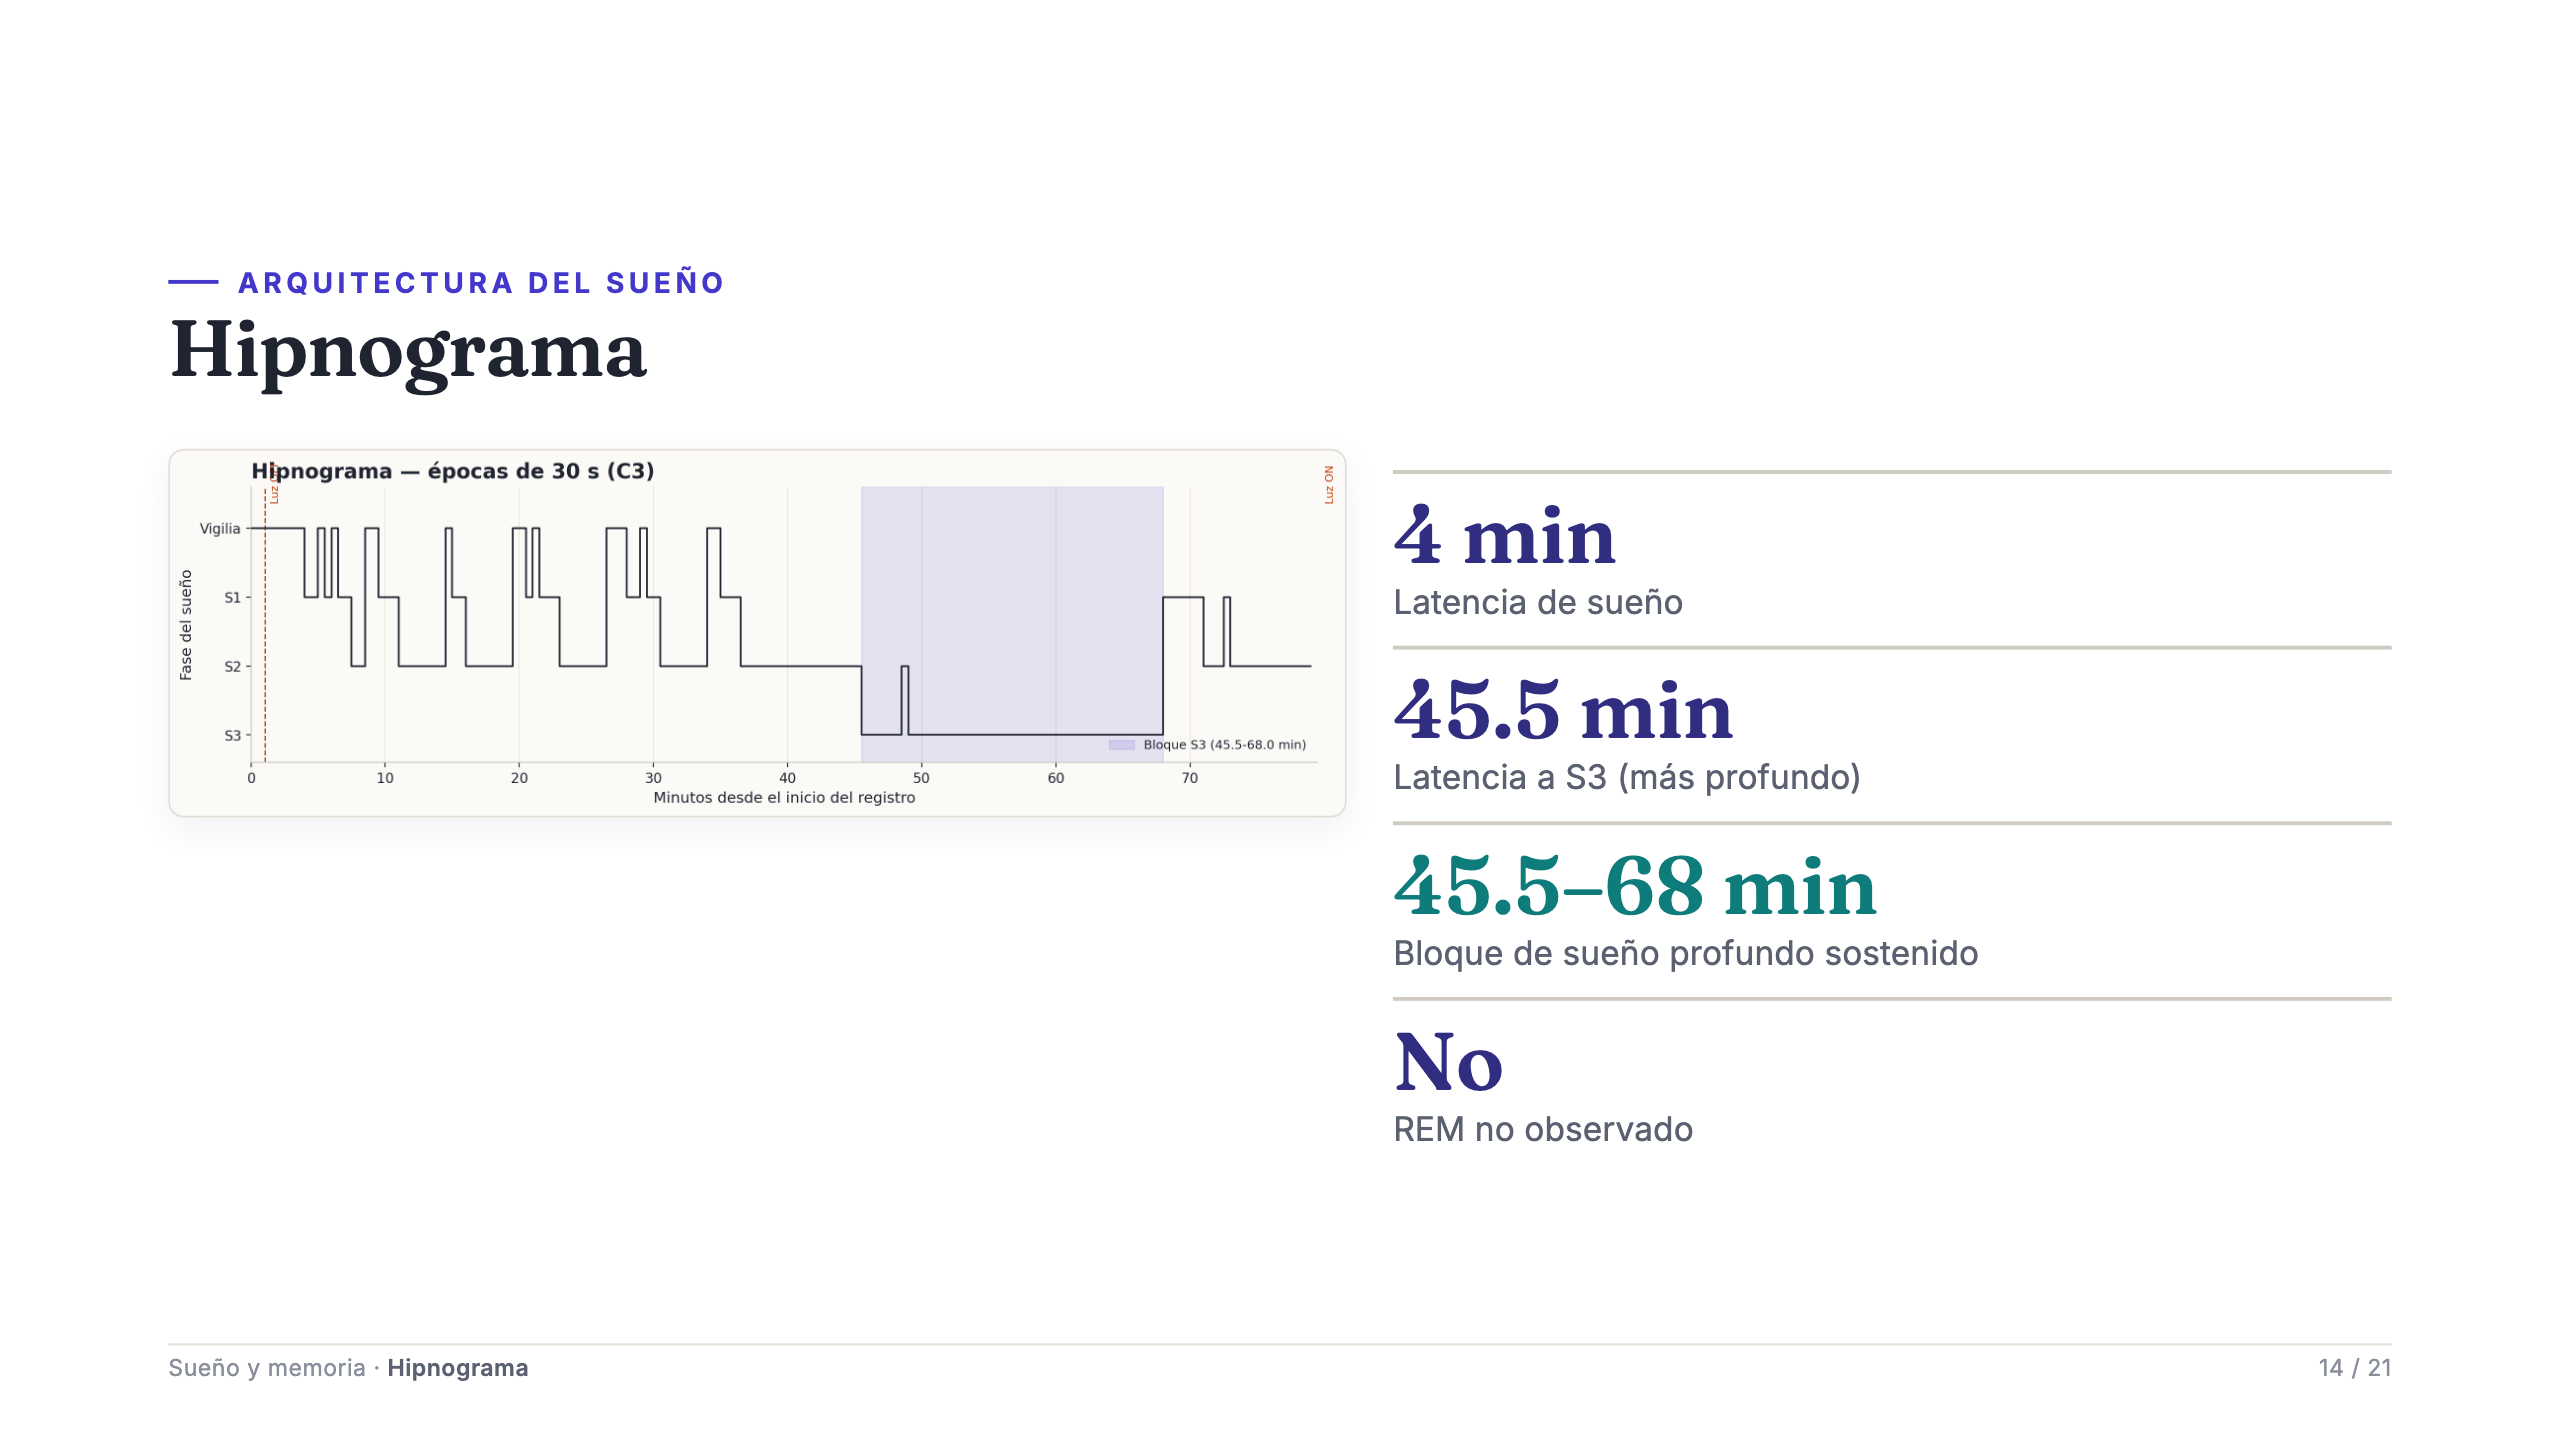 ARQUITECTURA DEL SUEÑO
Hipnograma
Hipnograma — épocas de 30 s (C3)
Luz
Luz ON
Vigilia
S1
S2
S3
Fase del sueño
Bloque S3 (45.5-68.0 min)
0 10 20 30 40 50 60 70
Minutos desde el inicio del registro
4 min
Latencia de sueño
45.5 min
Latencia a S3 (más profundo)
45.5–68 min
Bloque de sueño profundo sostenido
No
REM no observado
Sueño y memoria · Hipnograma
14 / 21